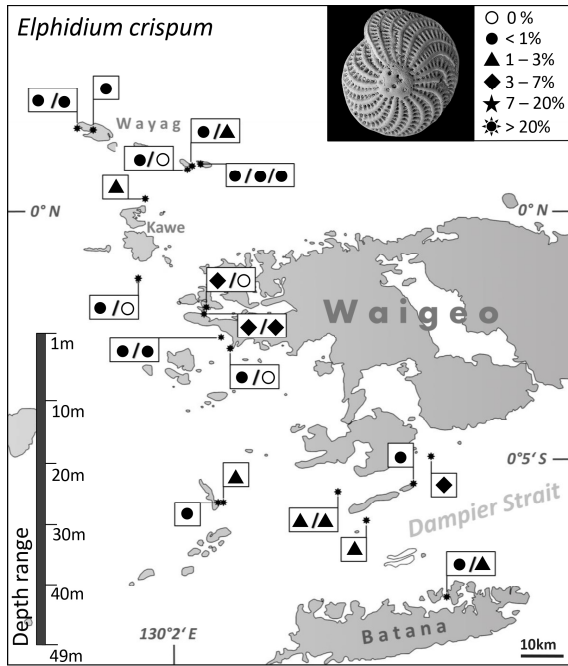 Elphidium crispum
0 %
< 1%
1 – 3%
3 – 7%
7 – 20%
> 20%
Wayag
0° N
0° N
Kawe
Waigeo
1m
10m
20m
30m
40m
49m
Depth range
0°5‘ S
Dampier Strait
130°2‘ E
Batana
10km